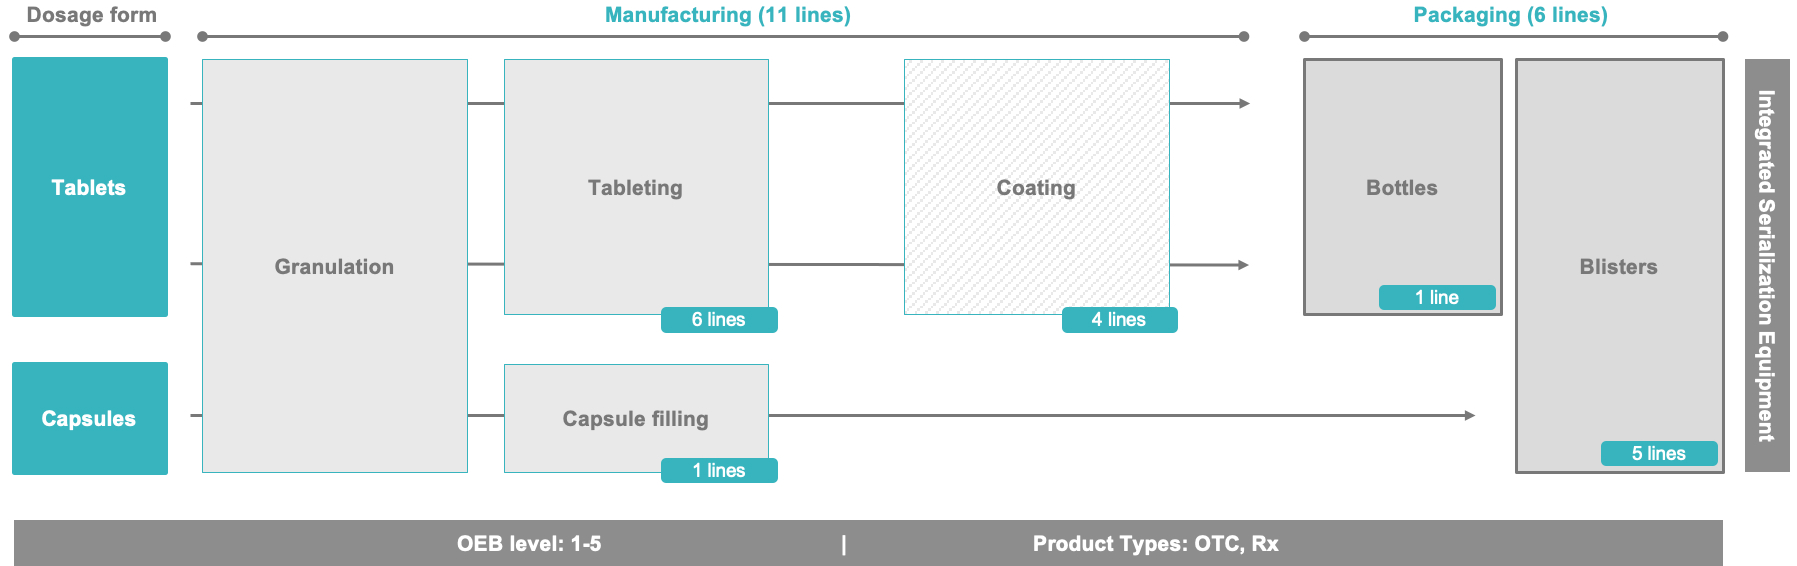 Dosage form
Manufacturing (11 lines)
Packaging (6 lines)
Tablets
Granulation
Tableting
6 lines
Coating
4 lines
Bottles
1 line
Blisters
5 lines
Capsules
Capsule filling
1 lines
Integrated Serialization Equipment
OEB level: 1-5 | Product Types: OTC, Rx